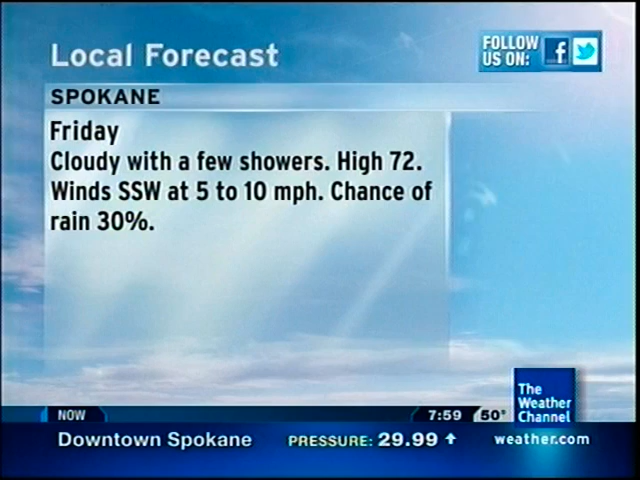 Local Forecast
FOLLOW
US ON:
SPOKANE
Friday
Cloudy with a few showers. High 72.
Winds SSW at 5 to 10 mph. Chance of
rain 30%.
NOW
7:59 50°
The
Weather
Channel
Downtown Spokane PRESSURE: 29.99 ↑ weather.com